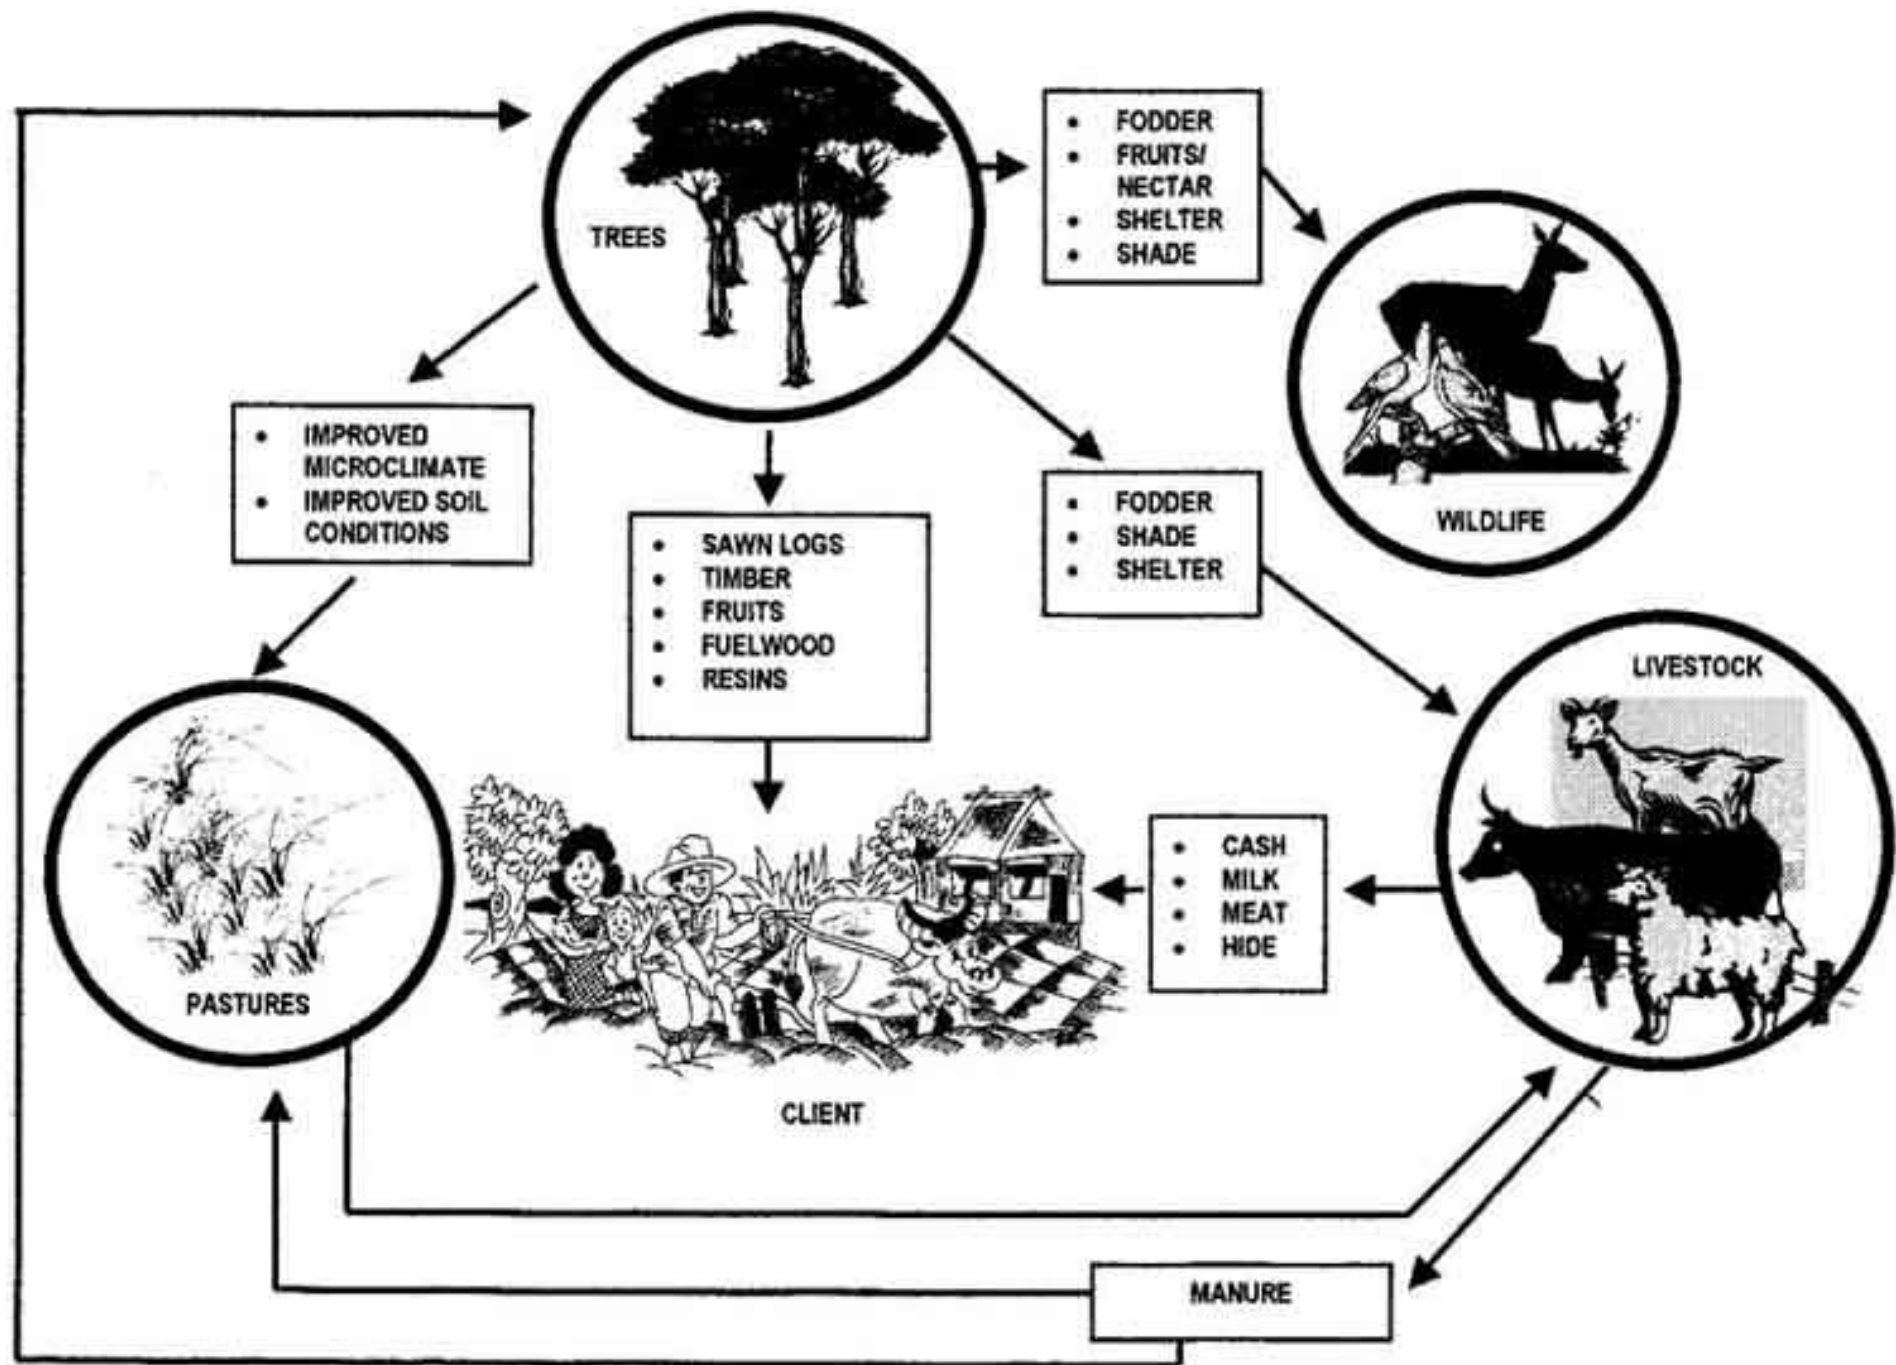 TREES
• FODDER
• FRUITS/
NECTAR
• SHELTER
• SHADE
WILDLIFE
• IMPROVED
MICROCLIMATE
• IMPROVED SOIL
CONDITIONS
• SAWN LOGS
• TIMBER
• FRUITS
• FUELWOOD
• RESINS
• FODDER
• SHADE
• SHELTER
LIVESTOCK
PASTURES
• CASH
• MILK
• MEAT
• HIDE
CLIENT
MANURE